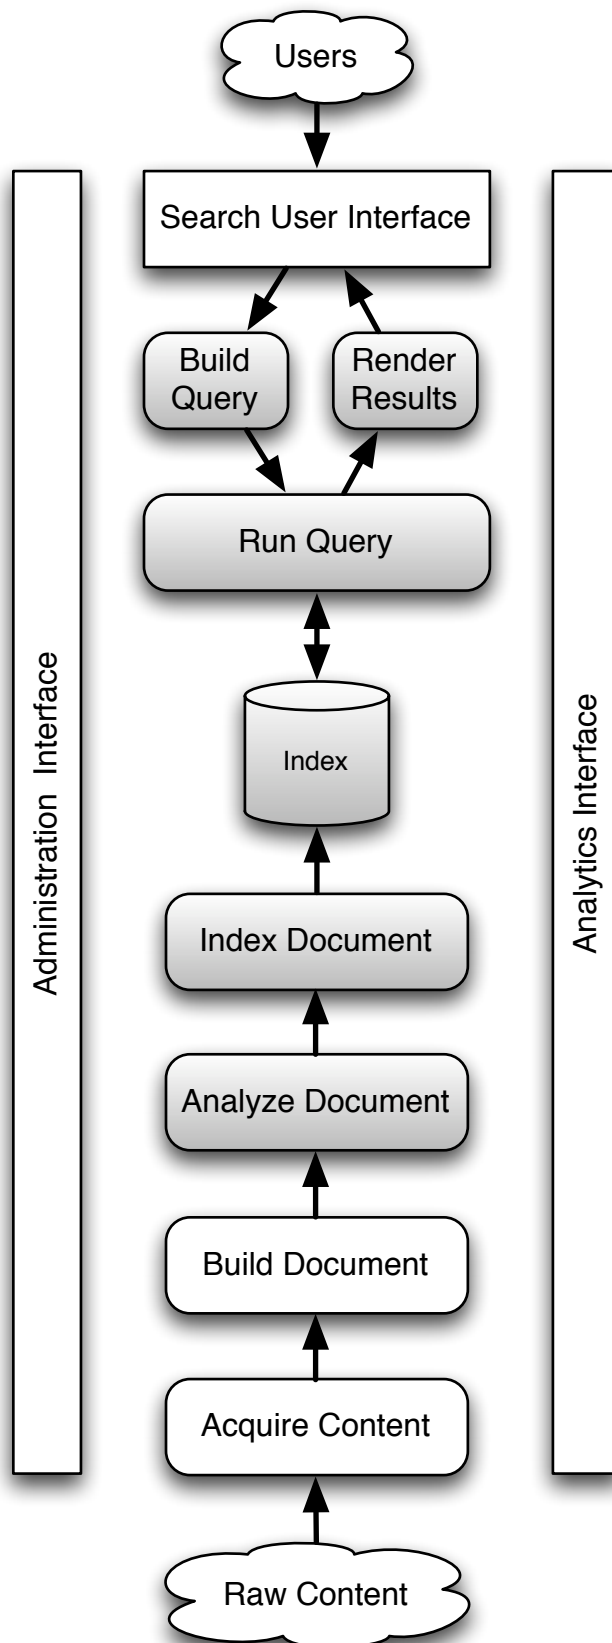 Users
Search User Interface
Build
Query
Render
Results
Run Query
Index
Index Document
Analyze Document
Build Document
Acquire Content
Raw Content
Administration Interface
Analytics Interface